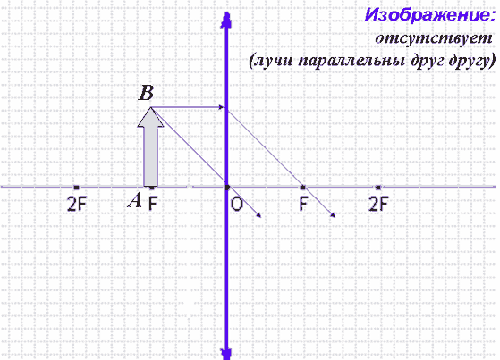 Изображение:
отсутствует
(лучи параллельны друг другу)
B
A
2F F O F 2F